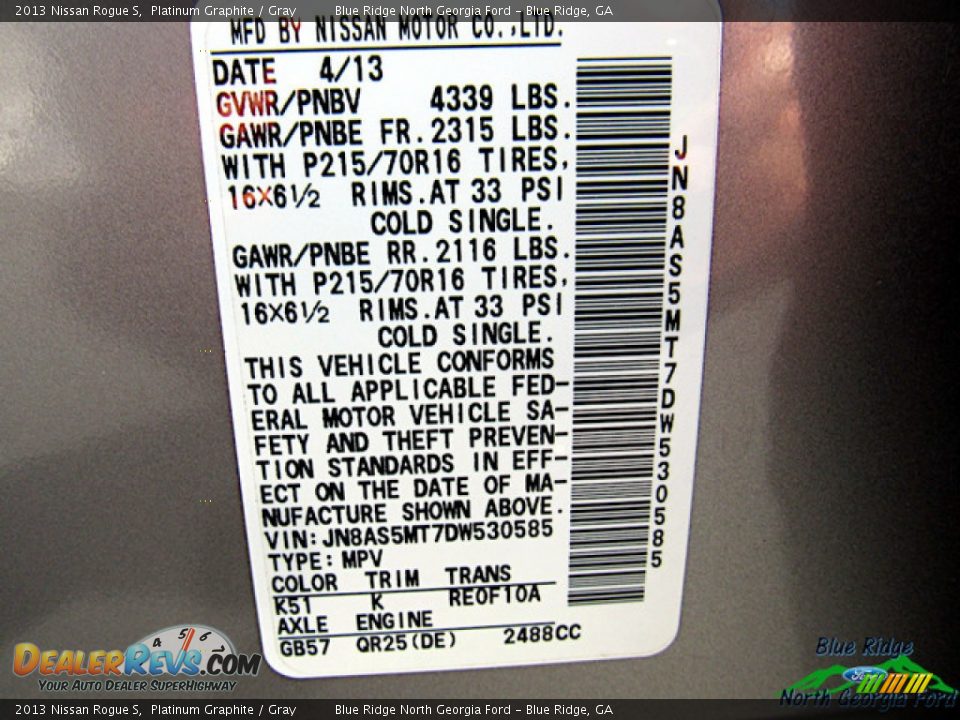 2013 Nissan Rogue S,  Platinum Graphite / Gray        Blue Ridge North Georgia Ford - Blue Ridge, GA
MFD BY NISSAN MOTOR CO.,LTD.
DATE 4/13
GVWR/PNBV 4339 LBS.
GAWR/PNBE FR.2315 LBS.
WITH P215/70R16 TIRES,
16X6½ RIMS.AT 33 PSI
COLD SINGLE.
GAWR/PNBE RR.2116 LBS.
WITH P215/70R16 TIRES,
16X6½ RIMS.AT 33 PSI
COLD SINGLE.
THIS VEHICLE CONFORMS
TO ALL APPLICABLE FED-
ERAL MOTOR VEHICLE SA-
FETY AND THEFT PREVEN-
TION STANDARDS IN EFF-
ECT ON THE DATE OF MA-
NUFACTURE SHOWN ABOVE.
VIN:JN8AS5MT7DW530585
TYPE:MPV
COLOR TRIM TRANS
K51 K RE0F10A
AXLE ENGINE
GB57 QR25(DE) 2488CC
JN8AS5MT7DW530585
4 5 6
DEALERREVS.COM
YOUR AUTO DEALER SUPERHIGHWAY
Blue Ridge
Ford
North Georgia Ford
2013 Nissan Rogue S,  Platinum Graphite / Gray        Blue Ridge North Georgia Ford - Blue Ridge, GA